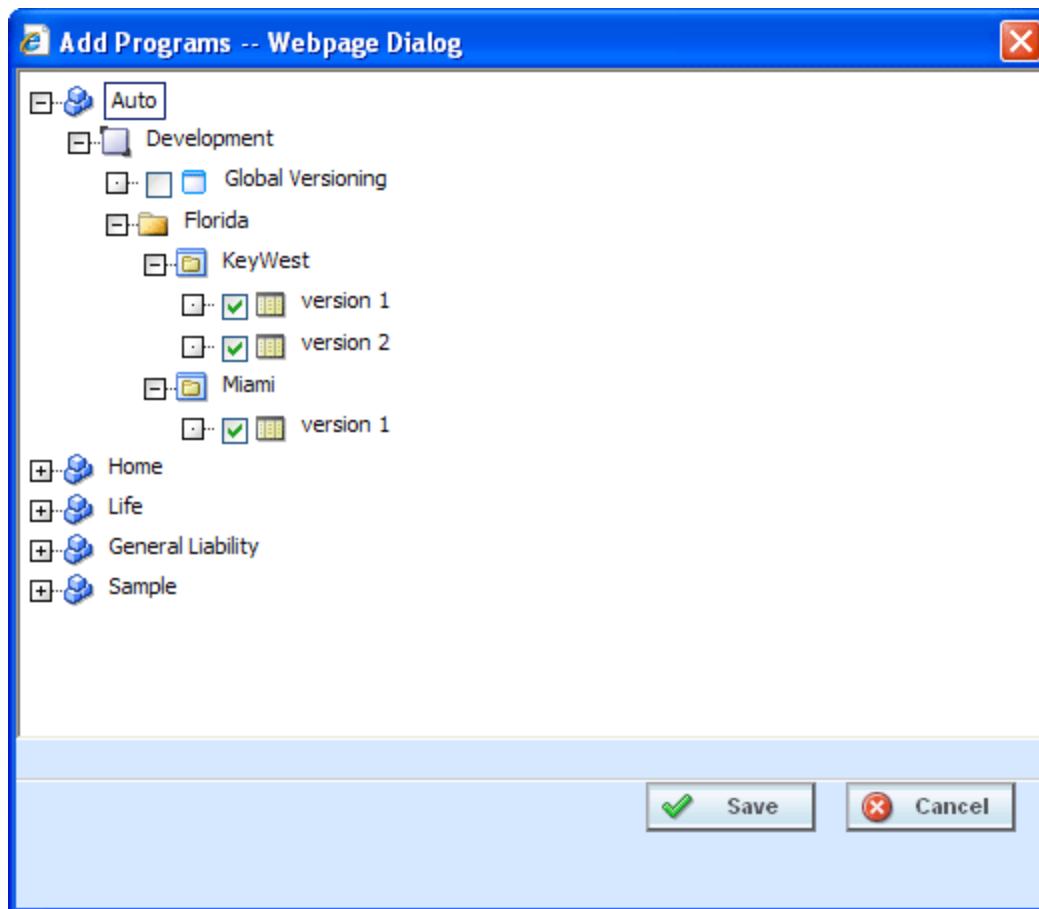 Add Programs -- Webpage Dialog
Auto
Development
Global Versioning
Florida
KeyWest
version 1
version 2
Miami
version 1
Home
Life
General Liability
Sample
Save Cancel